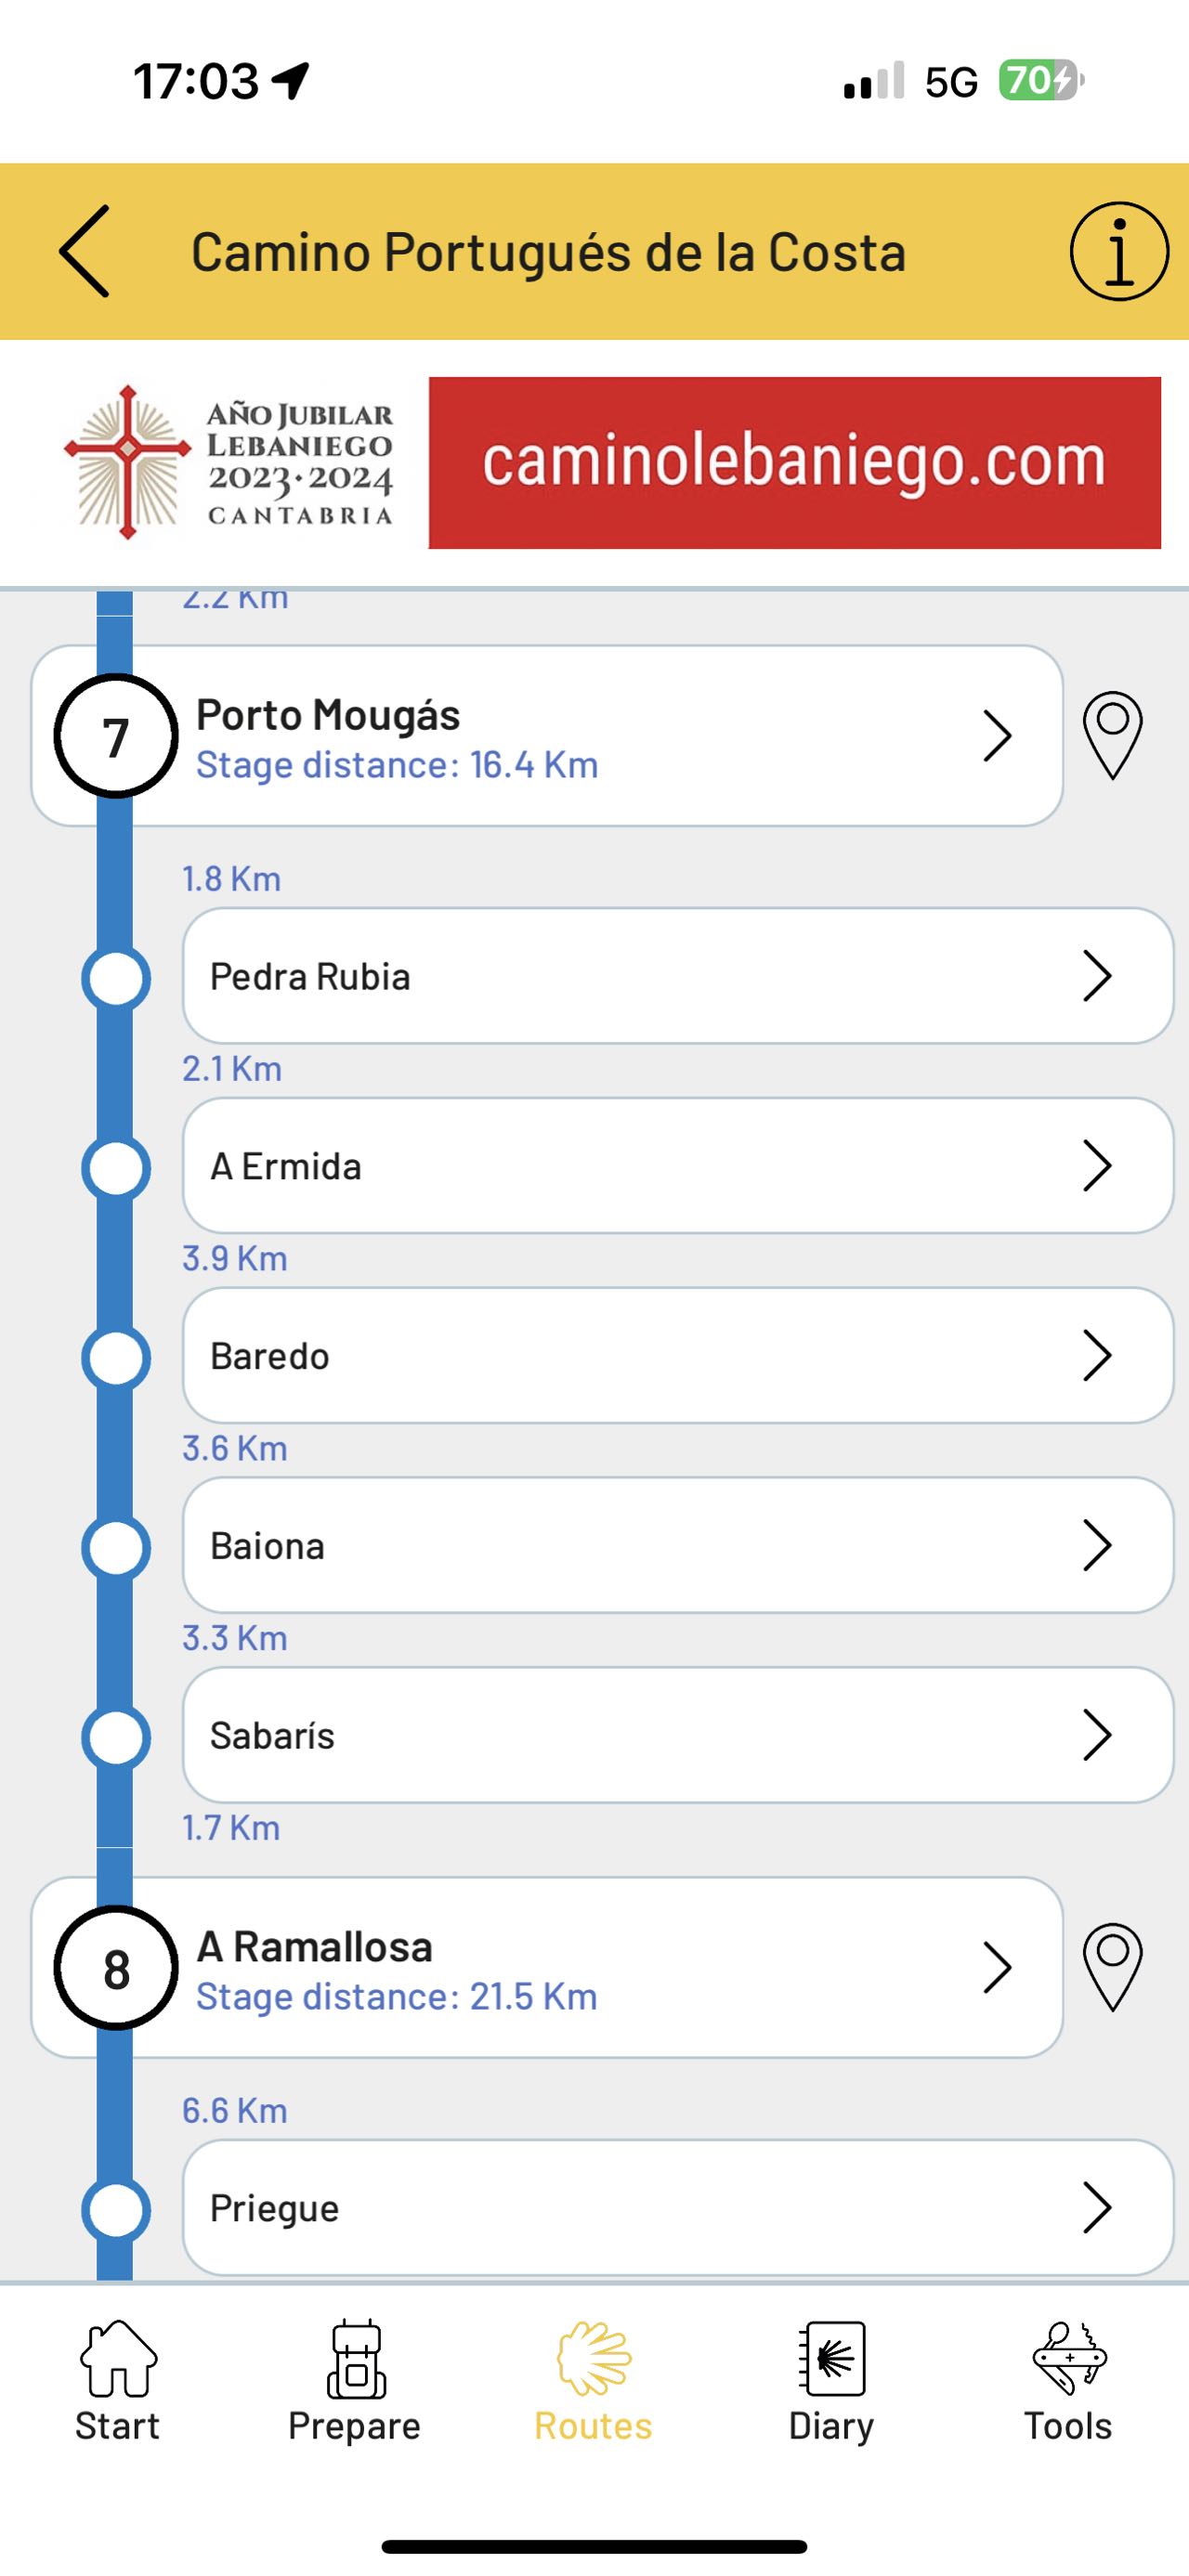 17:03
5G
70
Camino Portugués de la Costa
i
AÑO JUBILAR
LEBANIEGO
2023·2024
CANTABRIA
caminolebaniego.com
2.2 Km
7
Porto Mougás
Stage distance: 16.4 Km
1.8 Km
Pedra Rubia
2.1 Km
A Ermida
3.9 Km
Baredo
3.6 Km
Baiona
3.3 Km
Sabarís
1.7 Km
8
A Ramallosa
Stage distance: 21.5 Km
6.6 Km
Priegue
Start
Prepare
Routes
Diary
Tools